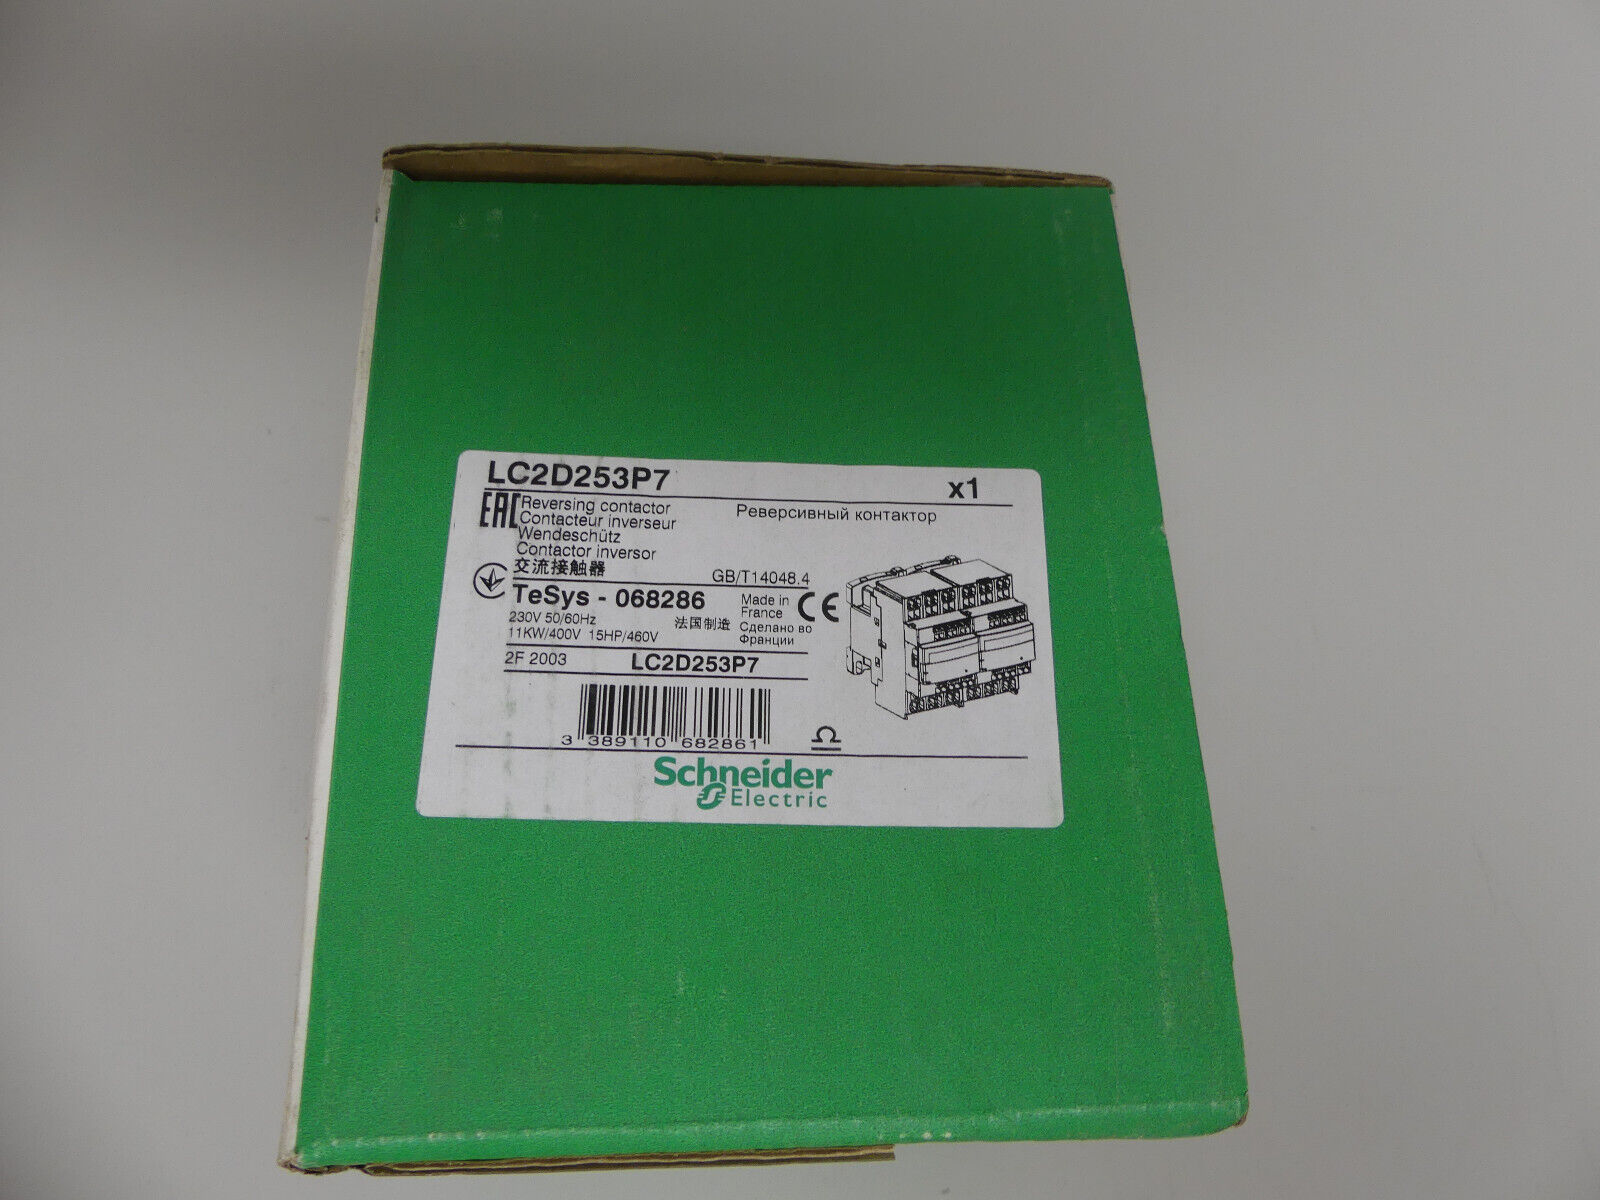 LC2D253P7 x1
EAC
Reversing contactor Реверсивный контактор
Contacteur inverseur
Wendeschütz
Contactor inversor
交流接触器 GB/T14048.4
TeSys - 068286 Made in France CE
230V 50/60Hz 法国制造 Сделано во Франции
11KW/400V 15HP/460V
2F 2003 LC2D253P7
3 389110 682861
Schneider
Electric